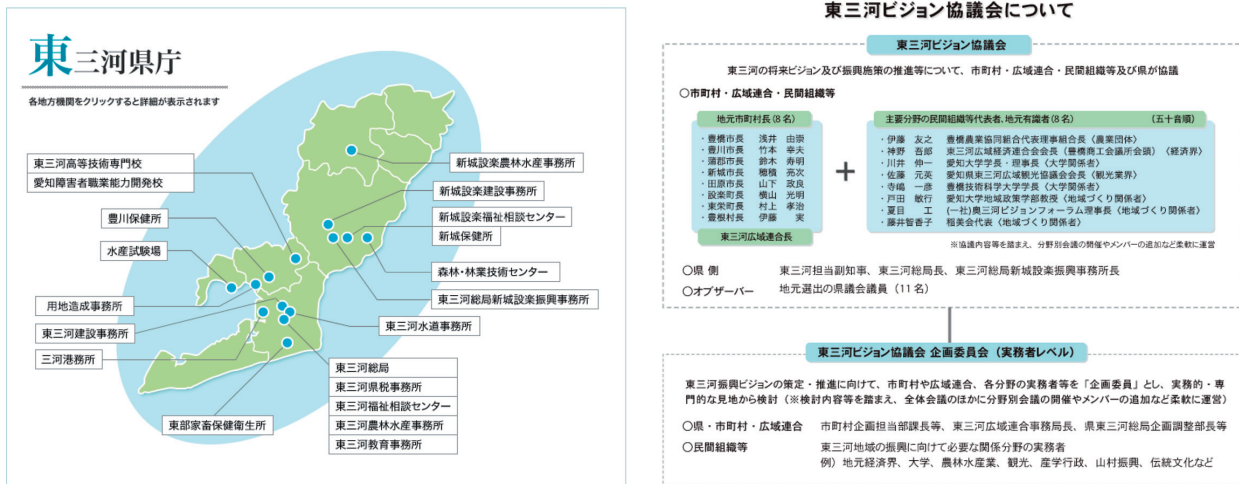 東三河県庁
各地方機関をクリックすると詳細が表示されます
東三河高等技術専門校
愛知障害者職業能力開発校
豊川保健所
水産試験場
用地造成事務所
東三河建設事務所
三河港務所
東部家畜保健衛生所
新城設楽農林水産事務所
新城設楽建設事務所
新城設楽福祉相談センター
新城保健所
森林・林業技術センター
東三河総局新城設楽振興事務所
東三河水道事務所
東三河総局
東三河県税事務所
東三河福祉相談センター
東三河農林水産事務所
東三河教育事務所
東三河ビジョン協議会について
東三河ビジョン協議会
東三河の将来ビジョン及び振興施策の推進等について、市町村・広域連合・民間組織等及び県が協議
○市町村・広域連合・民間組織等
地元市町村長(8名)
・豊橋市長 浅井 由崇
・豊川市長 竹本 幸夫
・蒲郡市長 鈴木 寿明
・新城市長 穂積 亮次
・田原市長 山下 政良
・設楽町長 横山 光明
・東栄町長 村上 孝治
・豊根村長 伊藤 実
東三河広域連合長
+
主要分野の民間組織等代表者、地元有識者(8名) (五十音順)
・伊藤 友之 豊橋農業協同組合代表理事組合長〈農業団体〉
・神野 吾郎 東三河広域経済連合会会長(豊橋商工会議所会頭)〈経済界〉
・川井 伸一 愛知大学学長・理事長〈大学関係者〉
・佐藤 元英 愛知県東三河広域観光協議会会長〈観光業界〉
・寺嶋 一彦 豊橋技術科学大学学長〈大学関係者〉
・戸田 敏行 愛知大学地域政策学部教授〈地域づくり関係者〉
・夏目 工 (一社)奥三河ビジョンフォーラム理事長〈地域づくり関係者〉
・藤井智香子 稲美会代表〈地域づくり関係者〉
※協議内容等を踏まえ、分野別会議の開催やメンバーの追加など柔軟に運営
○県 側 東三河担当副知事、東三河総局長、東三河総局新城設楽振興事務所長
○オブザーバー 地元選出の県議会議員(11名)
東三河ビジョン協議会 企画委員会(実務者レベル)
東三河振興ビジョンの策定・推進に向けて、市町村や広域連合、各分野の実務者等を「企画委員」とし、実務的・専
門的な見地から検討(※検討内容等を踏まえ、全体会議のほかに分野別会議の開催やメンバーの追加など柔軟に運営)
○県・市町村・広域連合 市町村企画担当部課長等、東三河広域連合事務局長、県東三河総局企画調整部長等
○民間組織等 東三河地域の振興に向けて必要な関係分野の実務者
例)地元経済界、大学、農林水産業、観光、産学行政、山村振興、伝統文化など